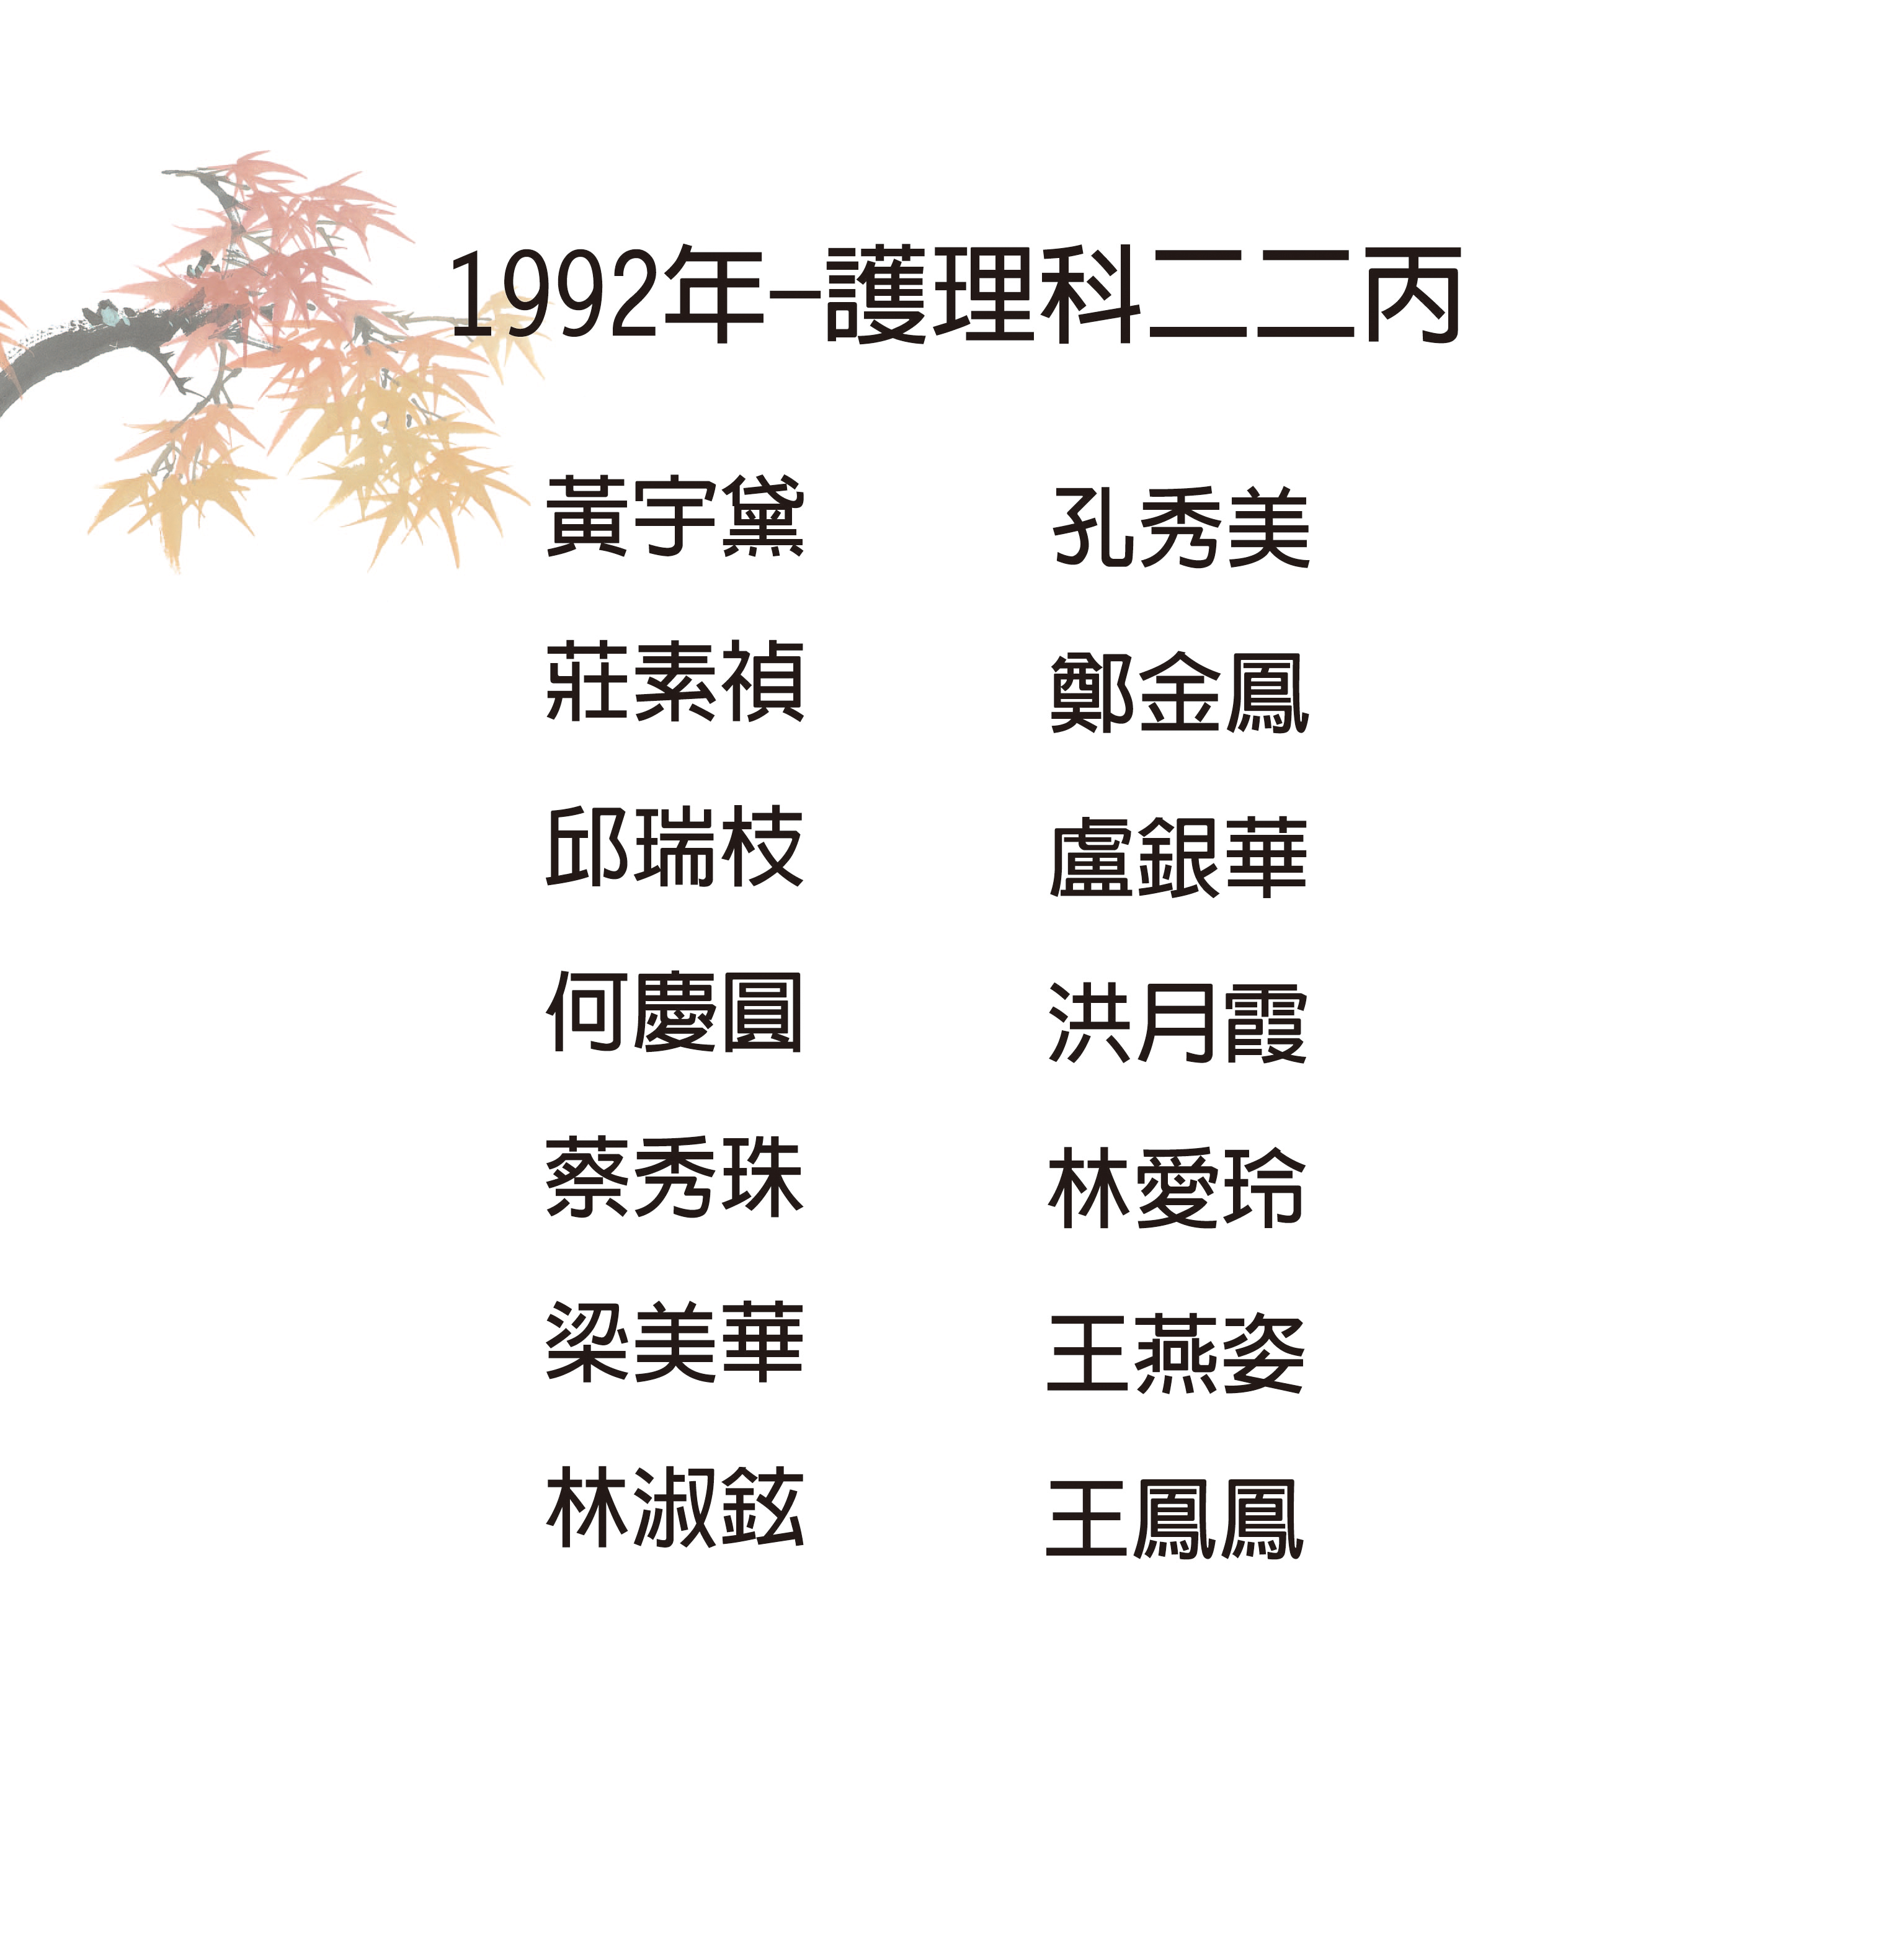 1992年-護理科二二丙
黃宇黛
孔秀美
莊素禎
鄭金鳳
邱瑞枝
盧銀華
何慶圓
洪月霞
蔡秀珠
林愛玲
梁美華
王燕姿
林淑鉉
王鳳鳳